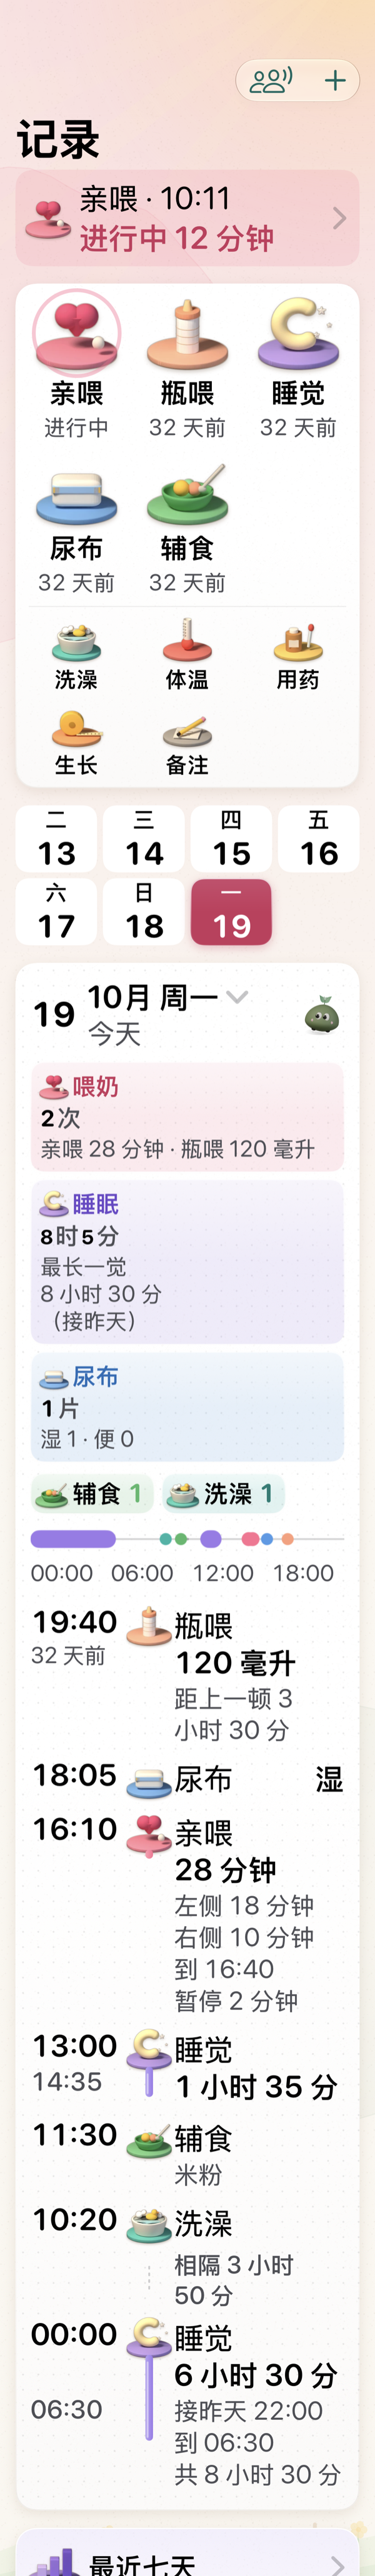 记录
亲喂 · 10:11
进行中 12 分钟
亲喂 瓶喂 睡觉
进行中 32 天前 32 天前
尿布 辅食
32 天前 32 天前
洗澡 体温 用药
生长 备注
二 三 四 五
13 14 15 16
六 日 一
17 18 19
19 10月 周一
今天
喂奶
2次
亲喂 28 分钟 · 瓶喂 120 毫升
睡眠
8时5分
最长一觉
8 小时 30 分
（接昨天）
尿布
1片
湿 1 · 便 0
辅食 1 洗澡 1
00:00 06:00 12:00 18:00
19:40 瓶喂
32 天前 120 毫升
距上一顿 3
小时 30 分
18:05 尿布 湿
16:10 亲喂
28 分钟
左侧 18 分钟
右侧 10 分钟
到 16:40
暂停 2 分钟
13:00 睡觉
14:35 1 小时 35 分
11:30 辅食
米粉
10:20 洗澡
相隔 3 小时
50 分
00:00 睡觉
6 小时 30 分
06:30 接昨天 22:00
到 06:30
共 8 小时 30 分
最近七天